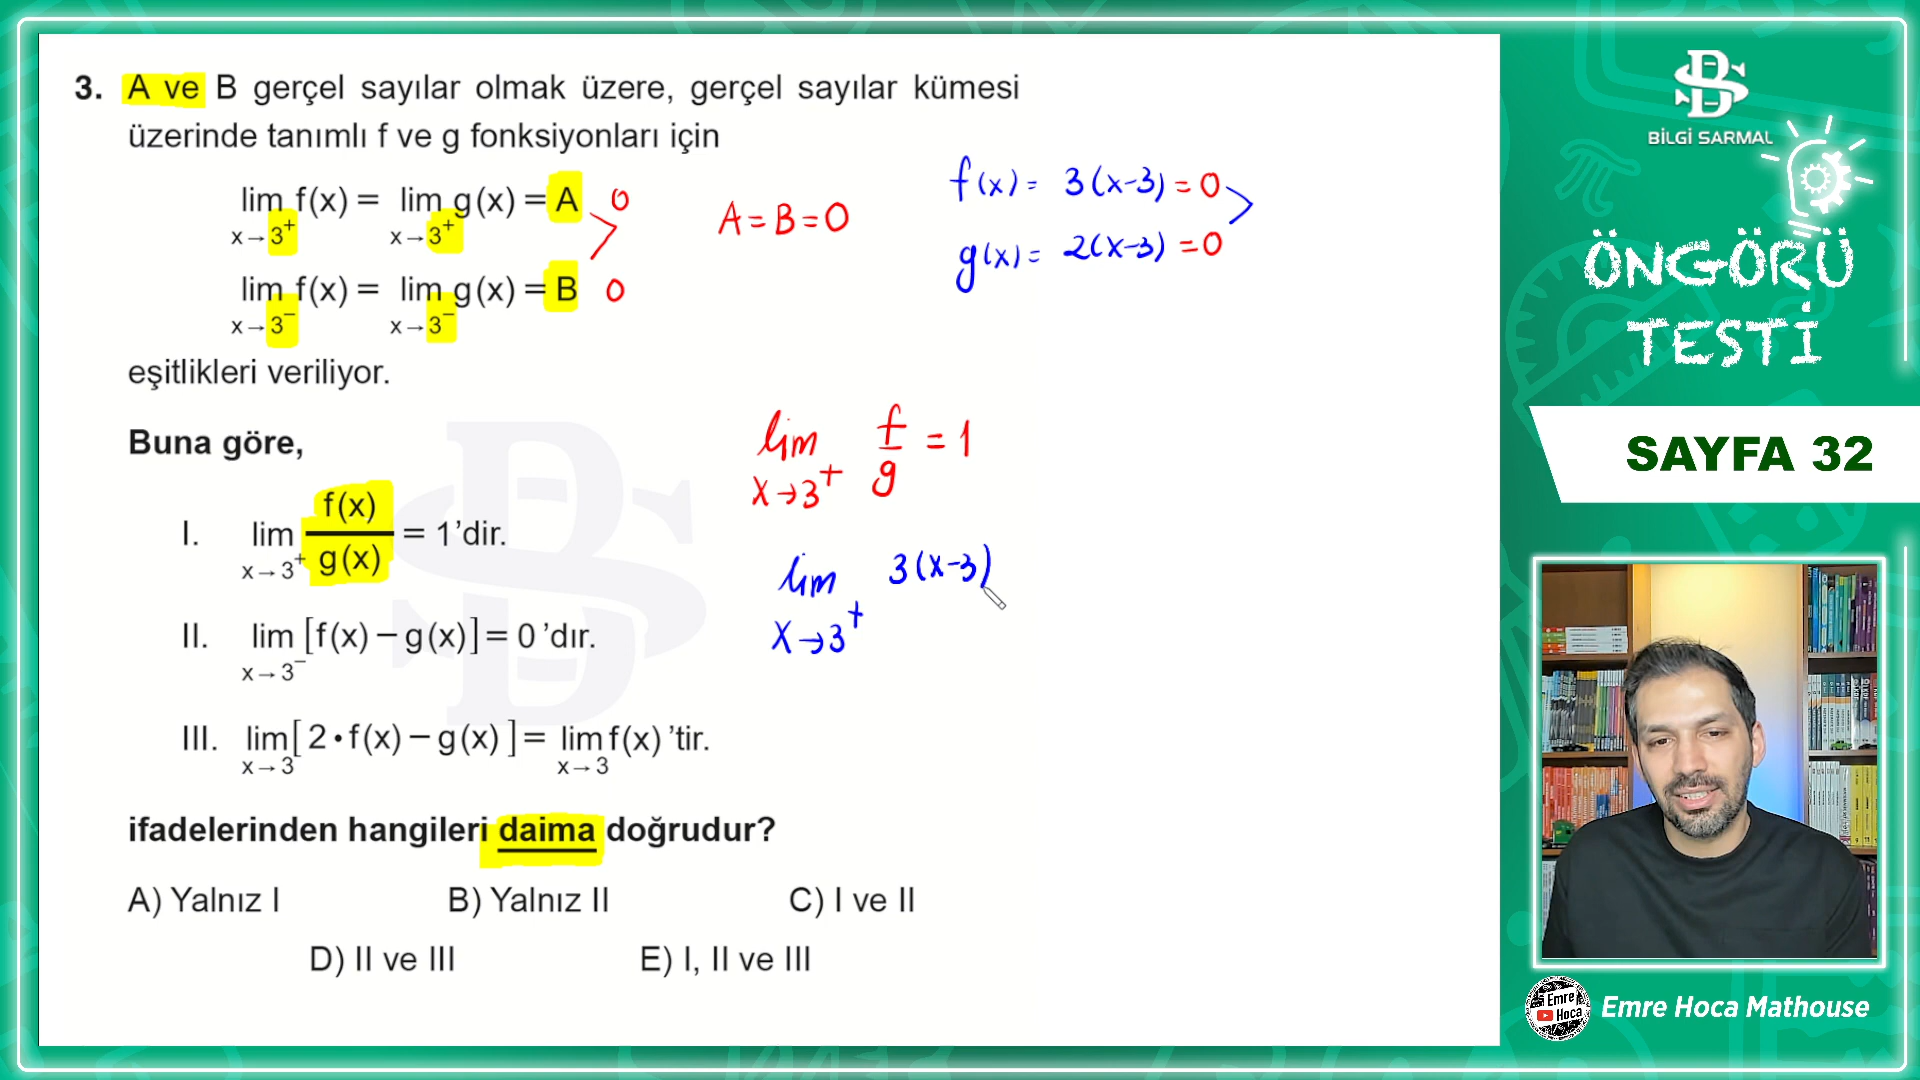 3. A ve B gerçel sayılar olmak üzere, gerçel sayılar kümesi
üzerinde tanımlı f ve g fonksiyonları için
lim f(x) = lim g(x) = A 0
x→3⁺ x→3⁺
lim f(x) = lim g(x) = B 0
x→3⁻ x→3⁻
A = B = 0
f(x) = 3(x-3) = 0
g(x) = 2(x-3) = 0
eşitlikleri veriliyor.
Buna göre,
I. lim f(x)/g(x) = 1'dir.
x→3⁺
II. lim [f(x) – g(x)] = 0'dır.
x→3⁻
III. lim [2•f(x) – g(x)] = lim f(x)'tir.
x→3 x→3
lim f/g = 1
x→3⁺
lim 3(x-3)
x→3⁺
ifadelerinden hangileri daima doğrudur?
A) Yalnız I B) Yalnız II C) I ve II
D) II ve III E) I, II ve III
BİLGİ SARMAL
ÖNGÖRÜ
TESTİ
SAYFA 32
Emre
Hoca
Emre Hoca Mathouse